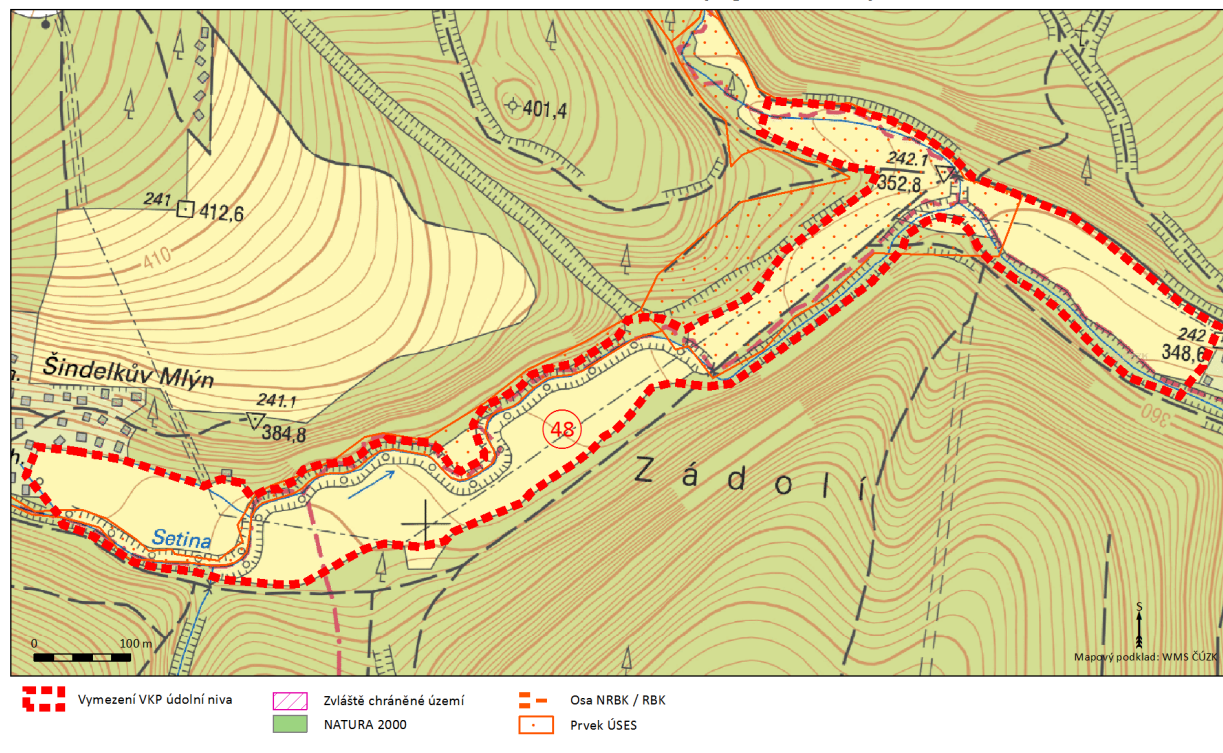 401,4
242.1
352,8
241
412,6
410
Šindelkův Mlýn
241.1
384,8
48
Z á d o l í
242
348,6
360
h.
Setina
0
100 m
S
Mapový podklad: WMS ČÚZK
Vymezení VKP údolní niva
Zvláště chráněné území
Osa NRBK / RBK
NATURA 2000
Prvek ÚSES